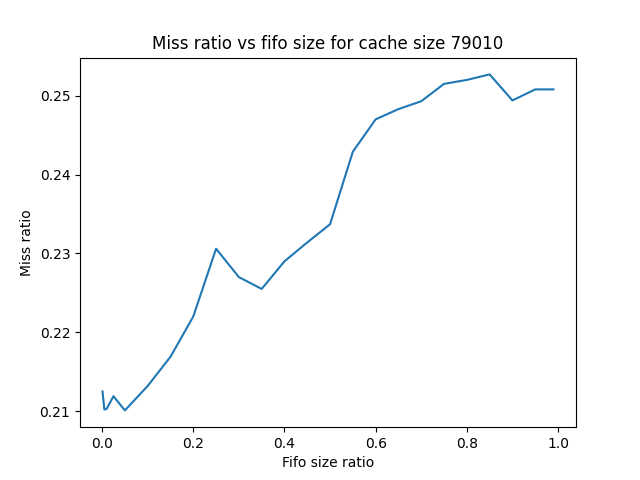 Miss ratio vs fifo size for cache size 79010
0.25
0.24
0.23
0.22
0.21
Miss ratio
0.0 0.2 0.4 0.6 0.8 1.0
Fifo size ratio